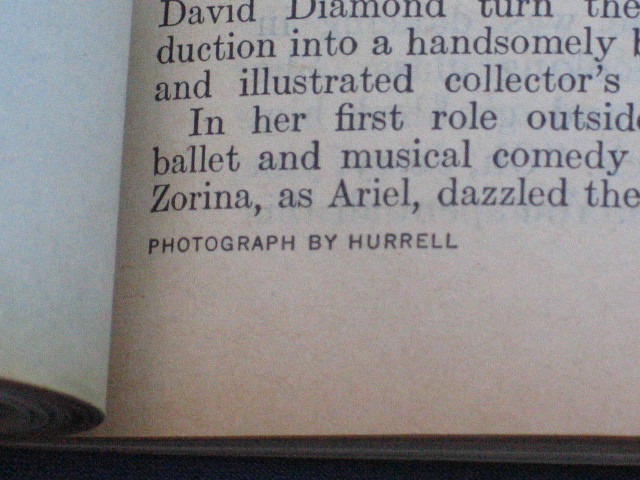 David Diamond turn the
duction into a handsomely
and illustrated collector's
In her first role outside
ballet and musical comedy
Zorina, as Ariel, dazzled the
PHOTOGRAPH BY HURRELL